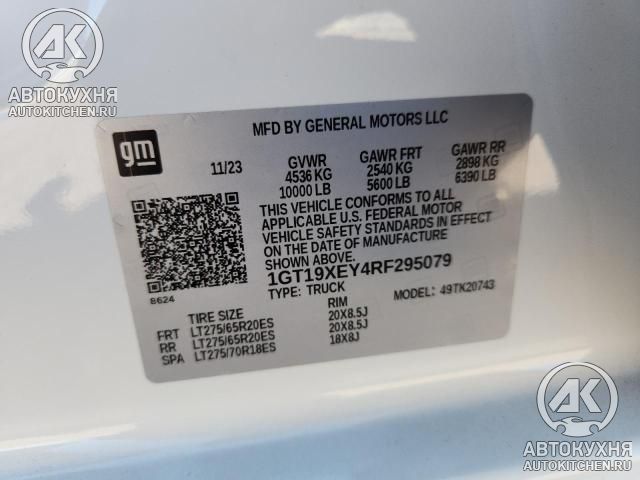 АВТОКУХНЯ
AUTOKITCHEN.RU
gm
MFD BY GENERAL MOTORS LLC
11/23
GVWR GAWR FRT GAWR RR
4536 KG 2540 KG 2898 KG
10000 LB 5600 LB 6390 LB
THIS VEHICLE CONFORMS TO ALL
APPLICABLE U.S. FEDERAL MOTOR
VEHICLE SAFETY STANDARDS IN EFFECT
ON THE DATE OF MANUFACTURE
SHOWN ABOVE.
1GT19XEY4RF295079
TYPE: TRUCK MODEL: 49TK20743
8624
TIRE SIZE RIM
FRT LT275/65R20ES 20X8.5J
RR LT275/65R20ES 20X8.5J
SPA LT275/70R18ES 18X8J
АК
АВТОКУХНЯ
AUTOKITCHEN.RU